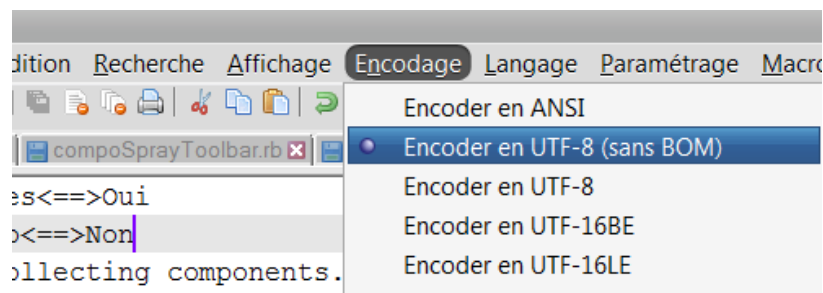 dition Recherche Affichage Encodage Langage Paramétrage Macro
Encoder en ANSI
compoSprayToolbar.rb
Encoder en UTF-8 (sans BOM)
es<==>Oui
Encoder en UTF-8
o<==>Non
Encoder en UTF-16BE
ollecting components.
Encoder en UTF-16LE